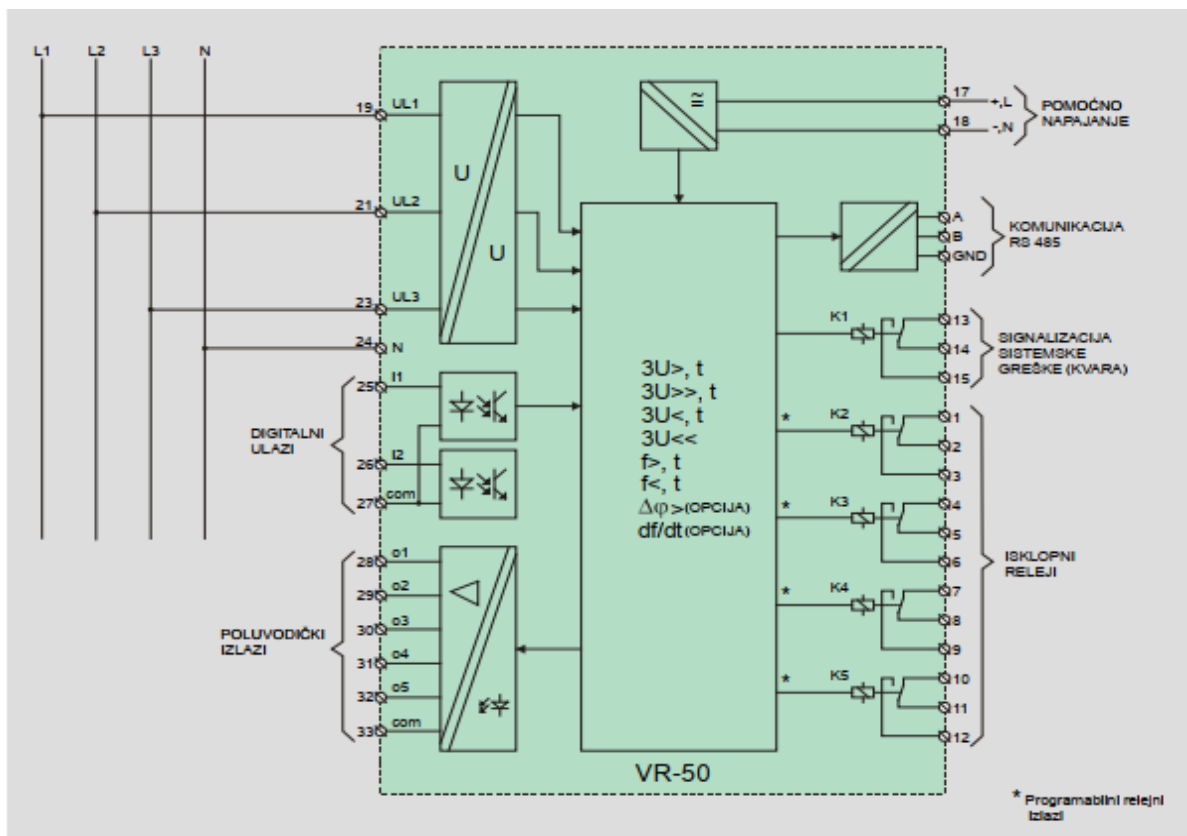 L1 L2 L3 N
19 UL1
21 UL2
23 UL3
24 N
U
U
≅
17 +,L
18 -,N
POMOĆNO
NAPAJANJE
A
B
GND
KOMUNIKACIJA
RS 485
K1
13
14
15
SIGNALIZACIJA
SISTEMSKE
GREŠKE (KVARA)
25 I1
26 I2
27 com
DIGITALNI
ULAZI
3U>, t
3U>>, t
3U<, t
3U<<
f>, t
f<, t
Δφ>(OPCIJA)
df/dt(OPCIJA)
* K2
1
2
3
* K3
4
5
6
* K4
7
8
9
* K5
10
11
12
ISKLOPNI
RELEJI
28 o1
29 o2
30 o3
31 o4
32 o5
33 com
POLUVODIČKI
IZLAZI
VR-50
* Programabilni relejni
izlazi